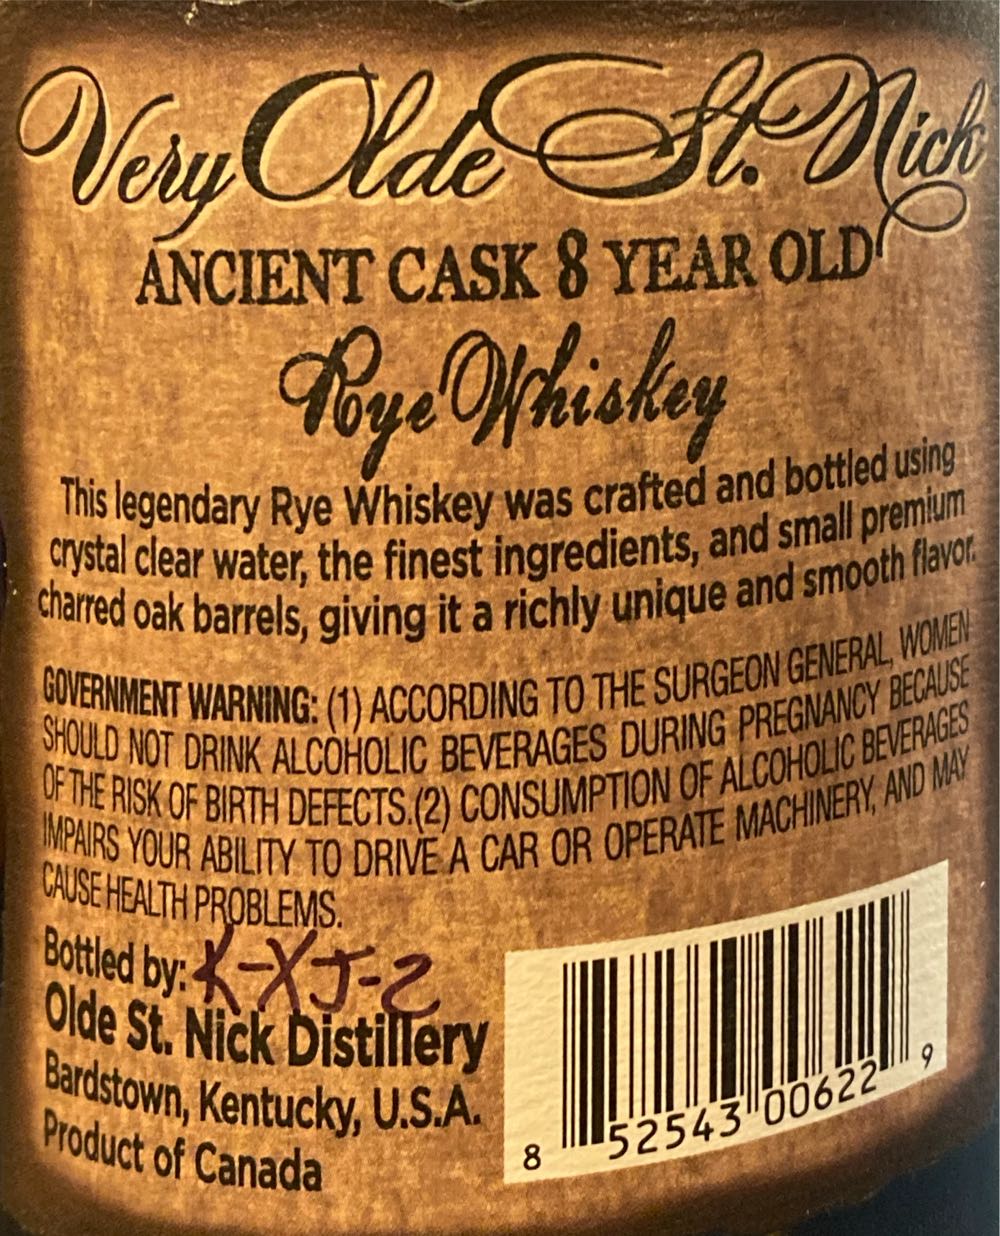 Very Olde St. Nick
ANCIENT CASK 8 YEAR OLD
Rye Whiskey
This legendary Rye Whiskey was crafted and bottled using
crystal clear water, the finest ingredients, and small premium
charred oak barrels, giving it a richly unique and smooth flavor.
GOVERNMENT WARNING: (1) ACCORDING TO THE SURGEON GENERAL, WOMEN
SHOULD NOT DRINK ALCOHOLIC BEVERAGES DURING PREGNANCY BECAUSE
OF THE RISK OF BIRTH DEFECTS.(2) CONSUMPTION OF ALCOHOLIC BEVERAGES
IMPAIRS YOUR ABILITY TO DRIVE A CAR OR OPERATE MACHINERY, AND MAY
CAUSE HEALTH PROBLEMS.
Bottled by: K-XJ-2
Olde St. Nick Distillery
Bardstown, Kentucky, U.S.A.
Product of Canada
8 52543 00622 9